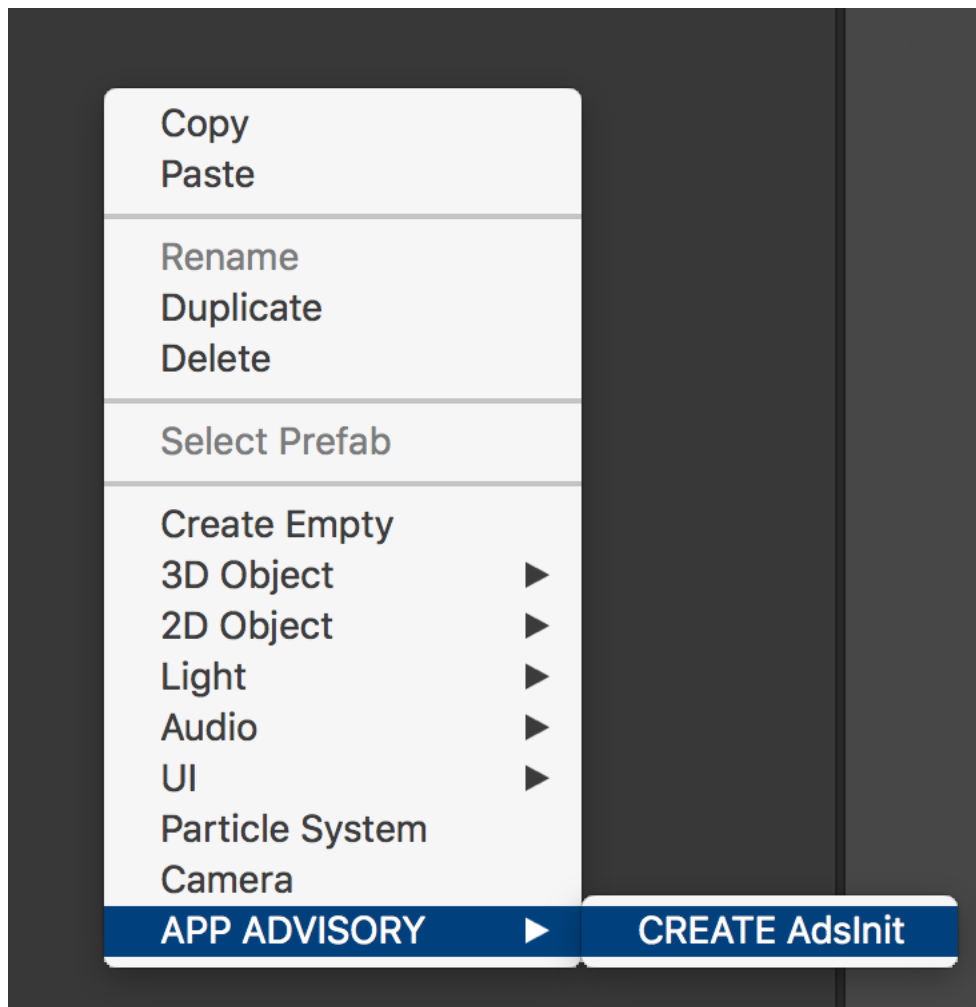 Copy
Paste
Rename
Duplicate
Delete
Select Prefab
Create Empty
3D Object
2D Object
Light
Audio
UI
Particle System
Camera
APP ADVISORY
CREATE AdsInit